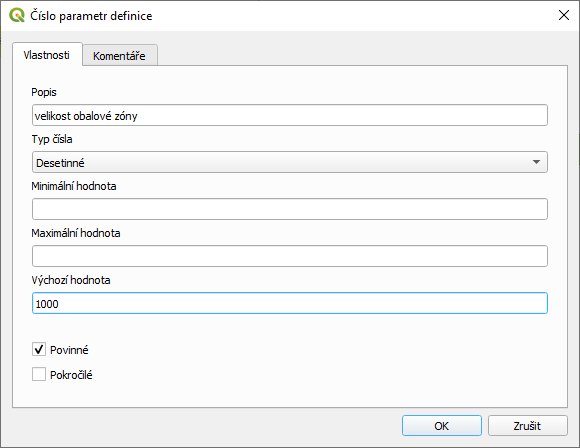 Číslo parametr definice
Vlastnosti
Komentáře
Popis
velikost obalové zóny
Typ čísla
Desetinné
Minimální hodnota
Maximální hodnota
Výchozí hodnota
1000
Povinné
Pokročilé
OK
Zrušit